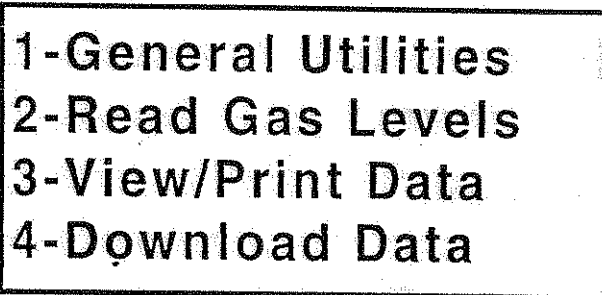 1-General Utilities
2-Read Gas Levels
3-View/Print Data
4-Download Data